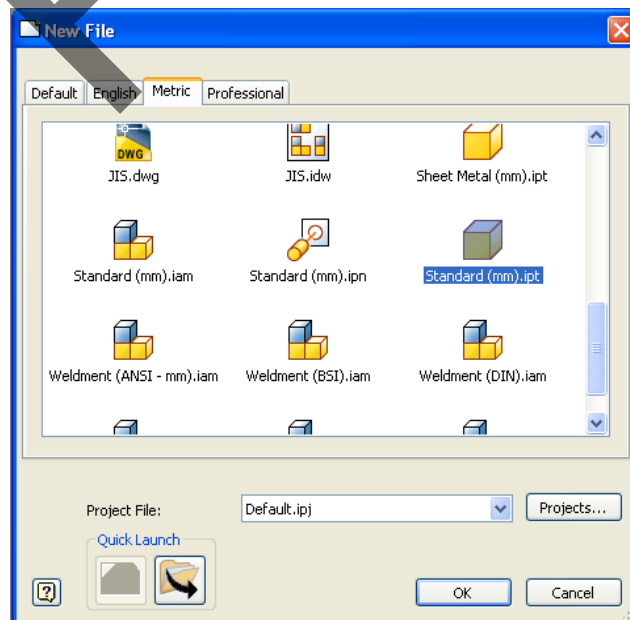 New File
Default English Metric Professional
DWG
JIS.dwg JIS.idw Sheet Metal (mm).ipt
Standard (mm).iam Standard (mm).ipn Standard (mm).ipt
Weldment (ANSI - mm).iam Weldment (BSI).iam Weldment (DIN).iam
Project File: Default.ipj Projects...
Quick Launch
OK Cancel